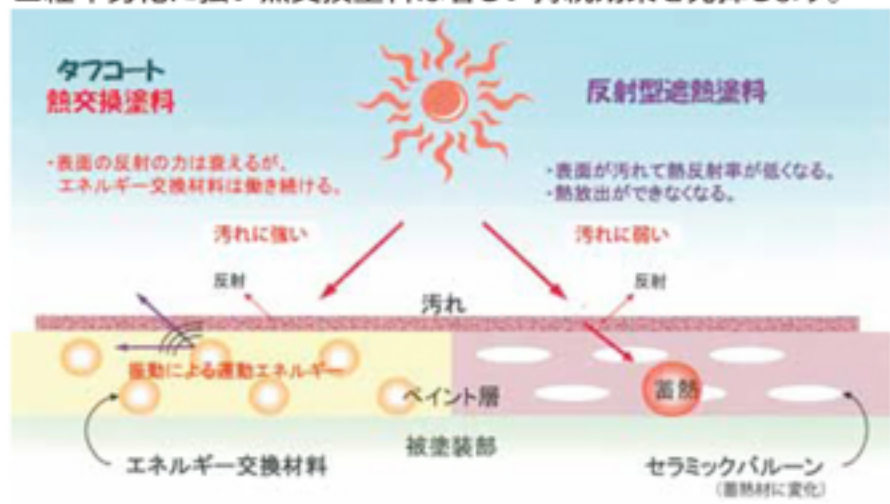 タフコート
熱交換塗料
反射型遮熱塗料
・表面の反射の力は衰えるが、
エネルギー交換材料は働き続ける。
・表面が汚れて熱反射率が低くなる。
・熱放出ができなくなる。
汚れに強い
汚れに弱い
反射
汚れ
反射
振動による運動エネルギー
ペイント層
蓄熱
被塗装部
エネルギー交換材料
セラミックバルーン
(蓄熱材に変化)